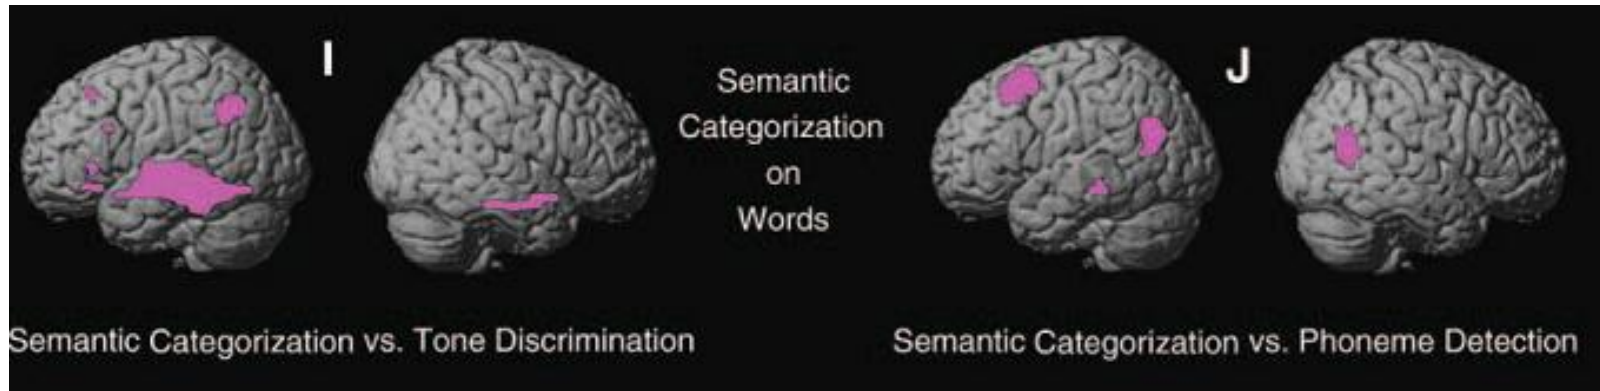 I
Semantic
Categorization
on
Words
J
Semantic Categorization vs. Tone Discrimination
Semantic Categorization vs. Phoneme Detection